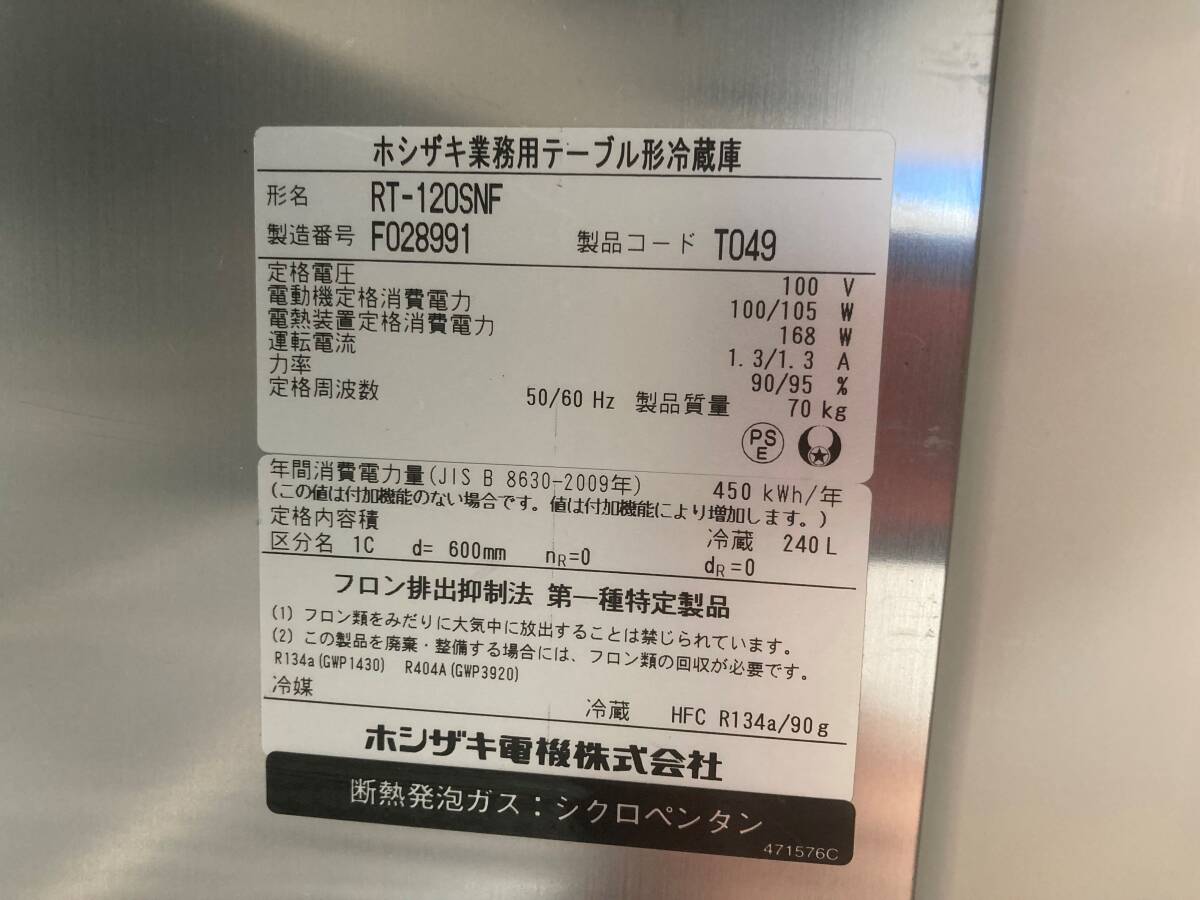 ホシザキ業務用テーブル形冷蔵庫
形名 RT-120SNF
製造番号 F028991 製品コード T049
定格電圧 100 V
電動機定格消費電力 100/105 W
電熱装置定格消費電力 168 W
運転電流 1.3/1.3 A
力率 90/95 %
定格周波数 50/60 Hz 製品質量 70 kg
PS
E
年間消費電力量(JIS B 8630-2009年) 450 kWh/年
(この値は付加機能のない場合です。値は付加機能により増加します。)
定格内容積 冷蔵 240 L
区分名 1C d= 600mm nR=0 dR=0
フロン排出抑制法 第一種特定製品
(1) フロン類をみだりに大気中に放出することは禁じられています。
(2) この製品を廃棄・整備する場合には、フロン類の回収が必要です。
R134a(GWP1430) R404A(GWP3920)
冷媒 冷蔵 HFC R134a/90g
ホシザキ電機株式会社
断熱発泡ガス:シクロペンタン
471576C